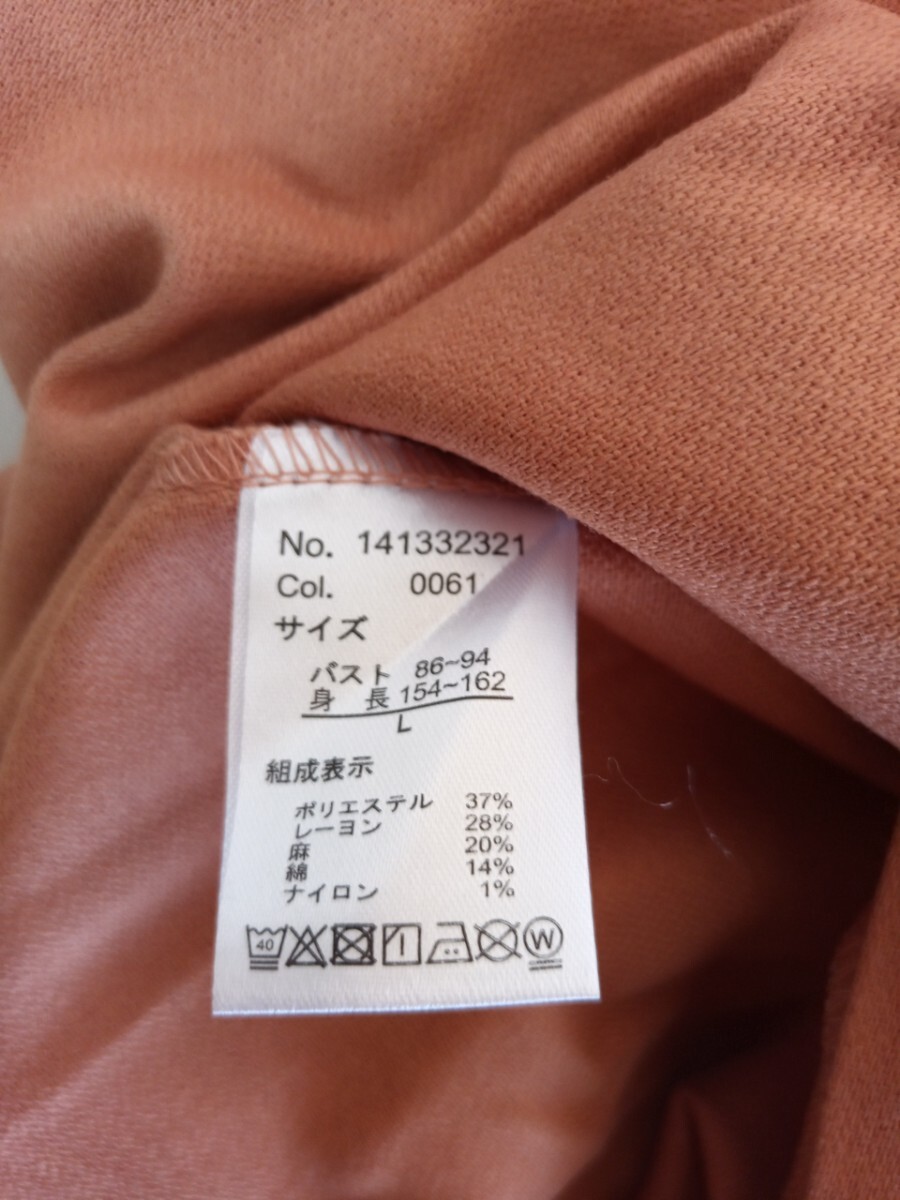 No. 141332321
Col. 0061
サイズ
バスト 86~94
身 長 154~162
L
組成表示
ポリエステル 37%
レーヨン 28%
麻 20%
綿 14%
ナイロン 1%
40 W